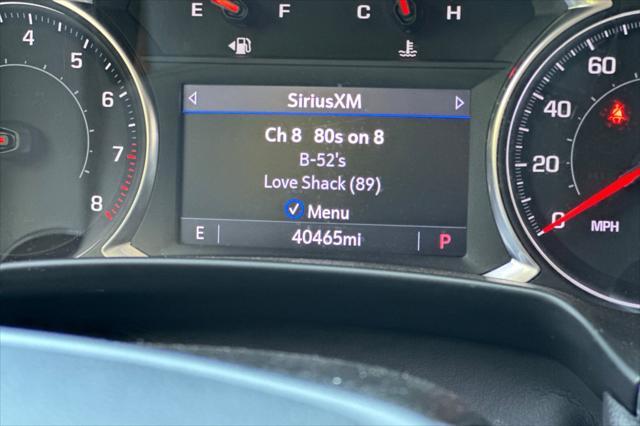 E F
C H
4
5
6
7
8
SiriusXM
Ch 8 80s on 8
B-52's
Love Shack (89)
Menu
E 40465mi P
60
40
20
0
MPH